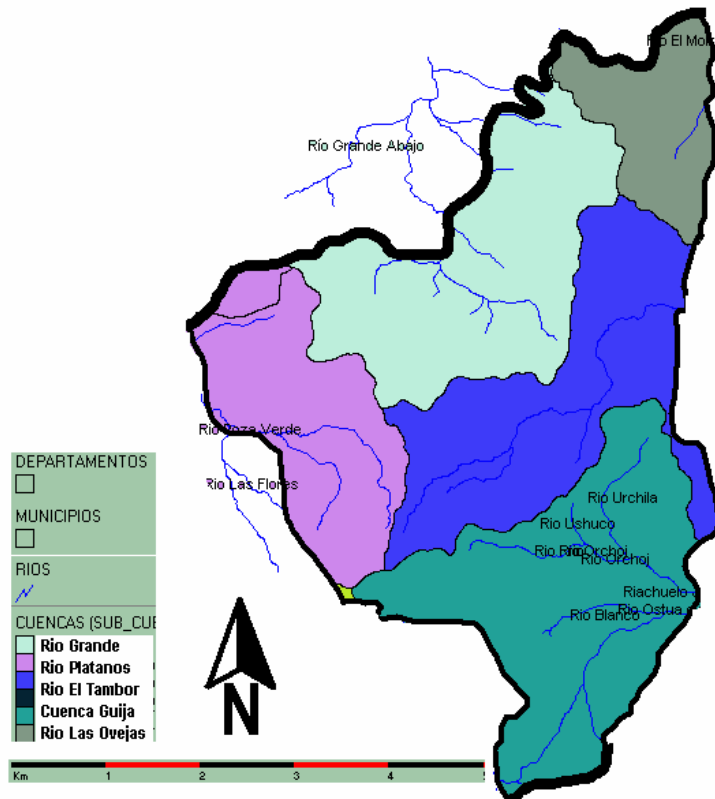 Rio El Mor
Río Grande Abajo
Rio Poza Verde
Rio Las Flores
DEPARTAMENTOS
MUNICIPIOS
RIOS
CUENCAS (SUB_CUE
Rio Grande
Rio Platanos
Rio El Tambor
Cuenca Guija
Rio Las Ovejas
Rio Urchila
Rio Ushuco
Rio Orchoj
Riachuelo
Rio Ostua
Rio Blanco
N
Km 1 2 3 4